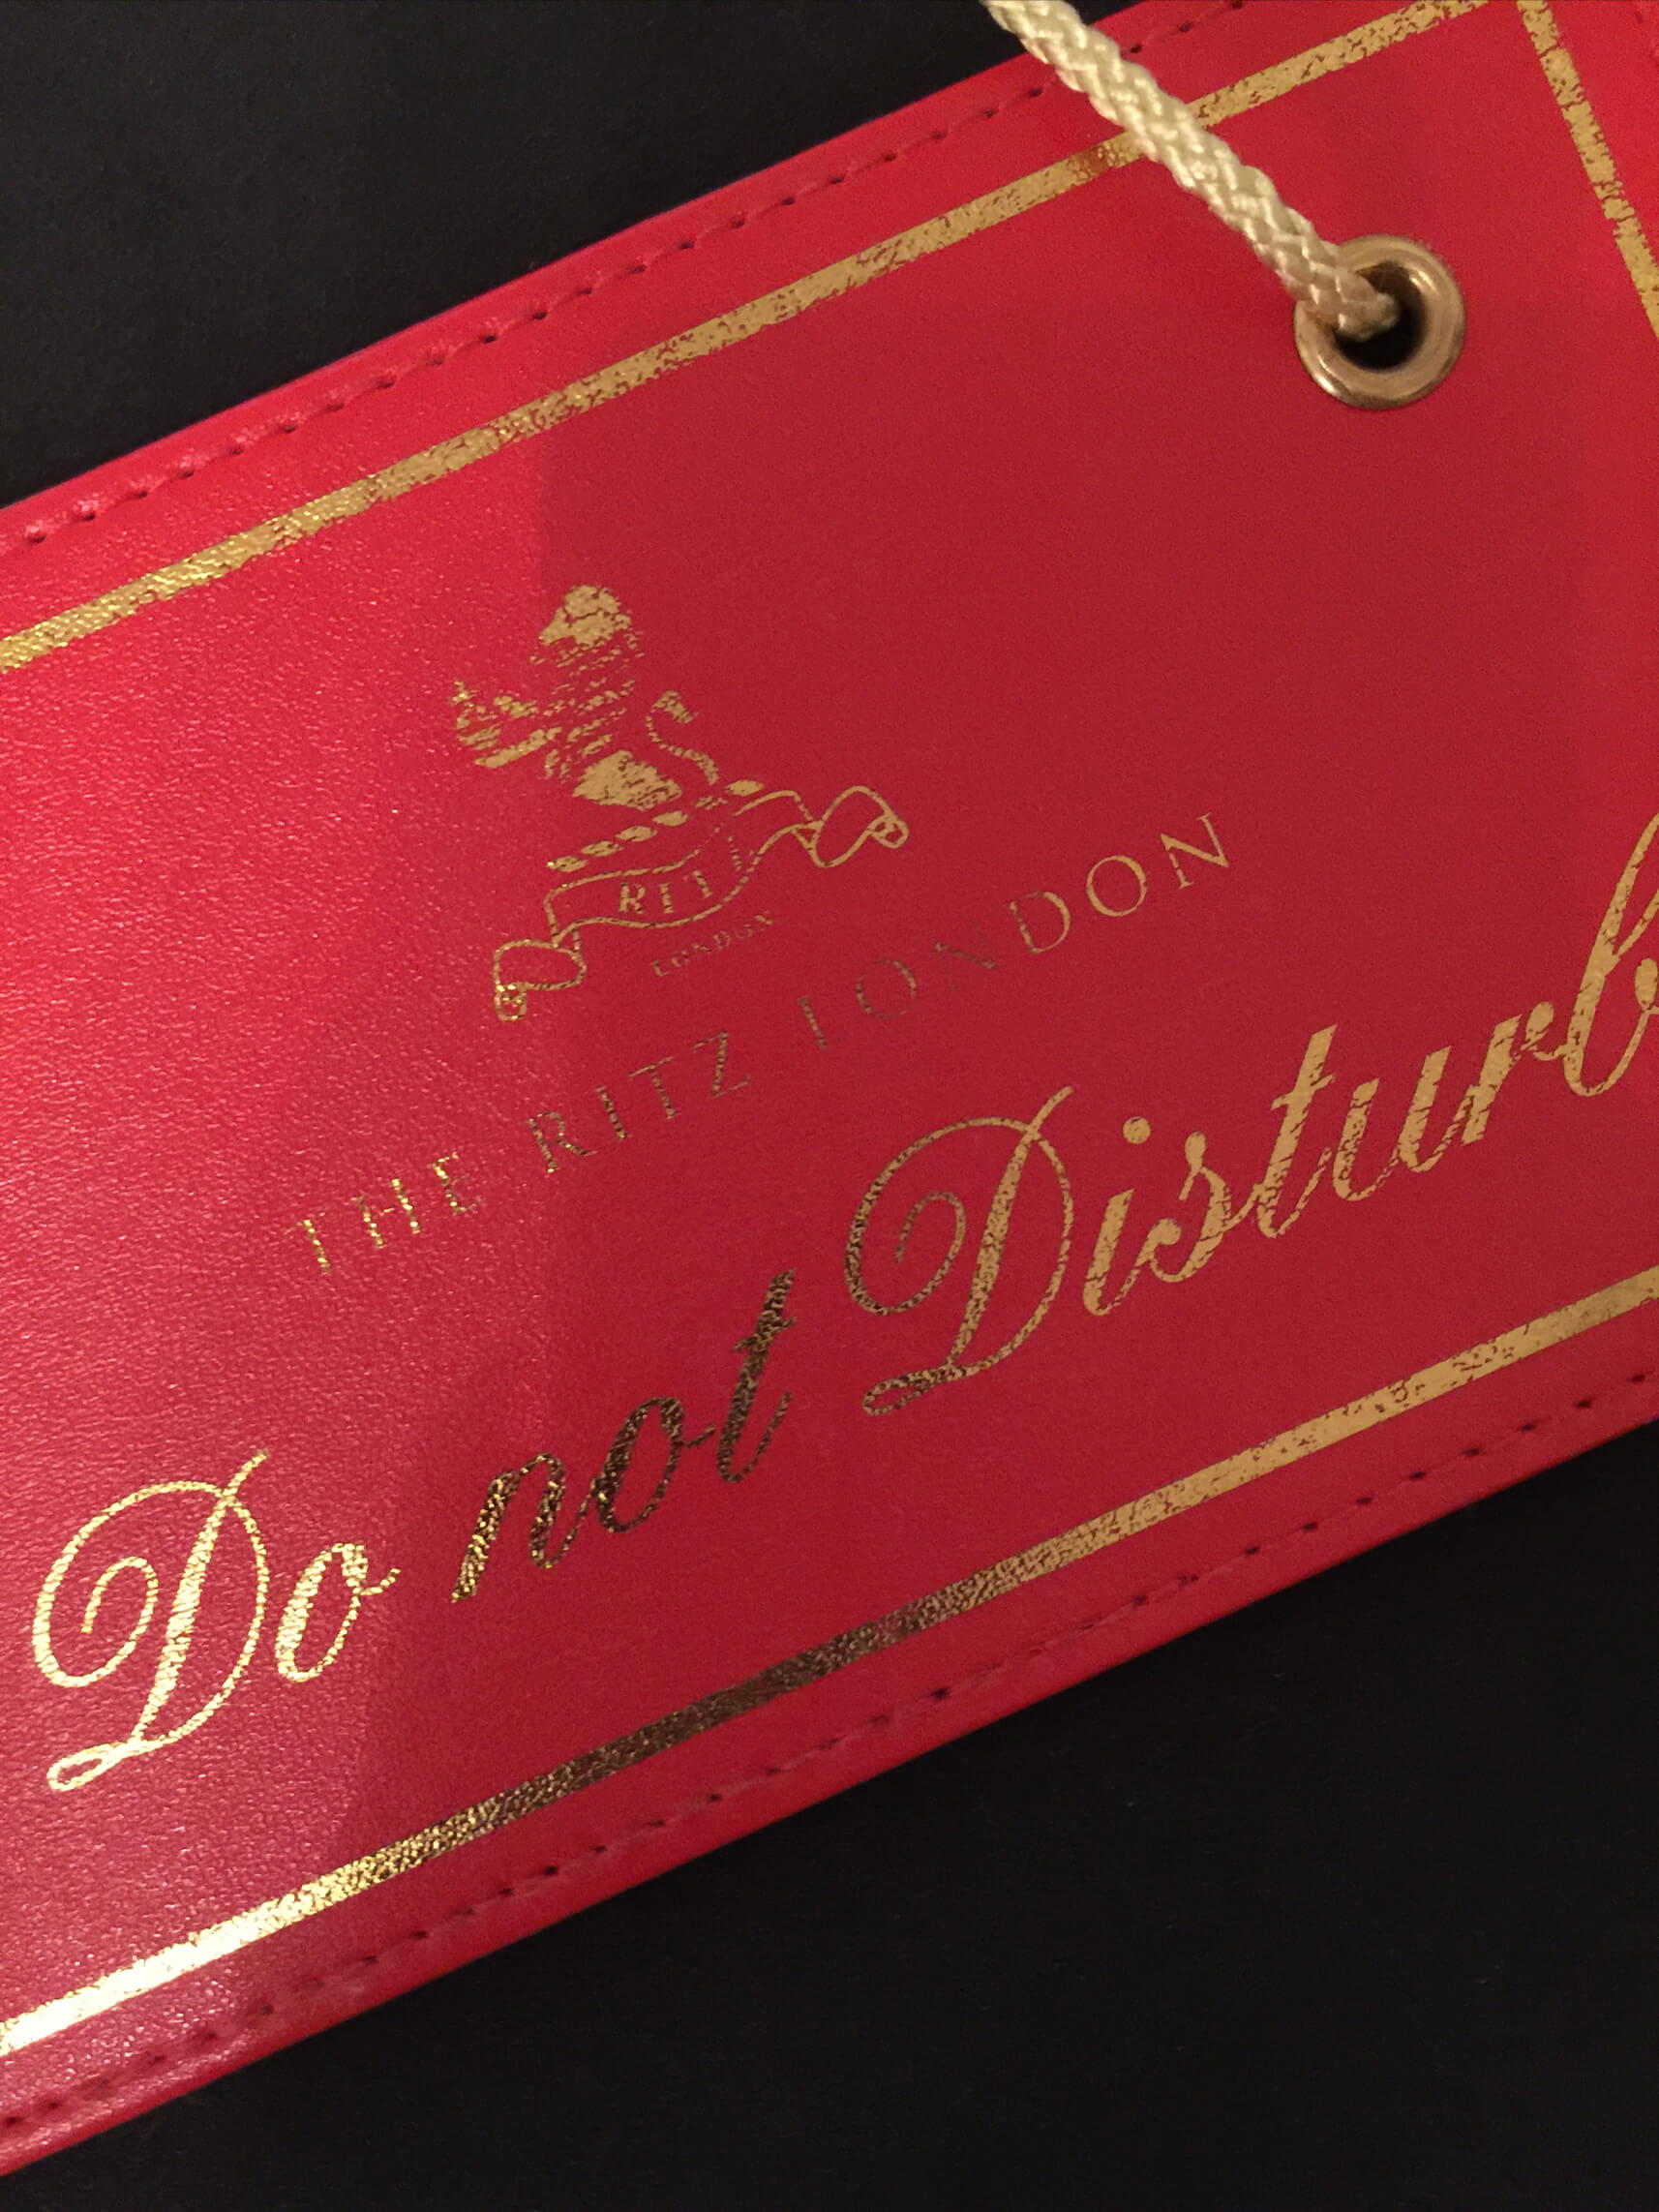 RITZ
LONDON
THE RITZ LONDON
Do not Disturb